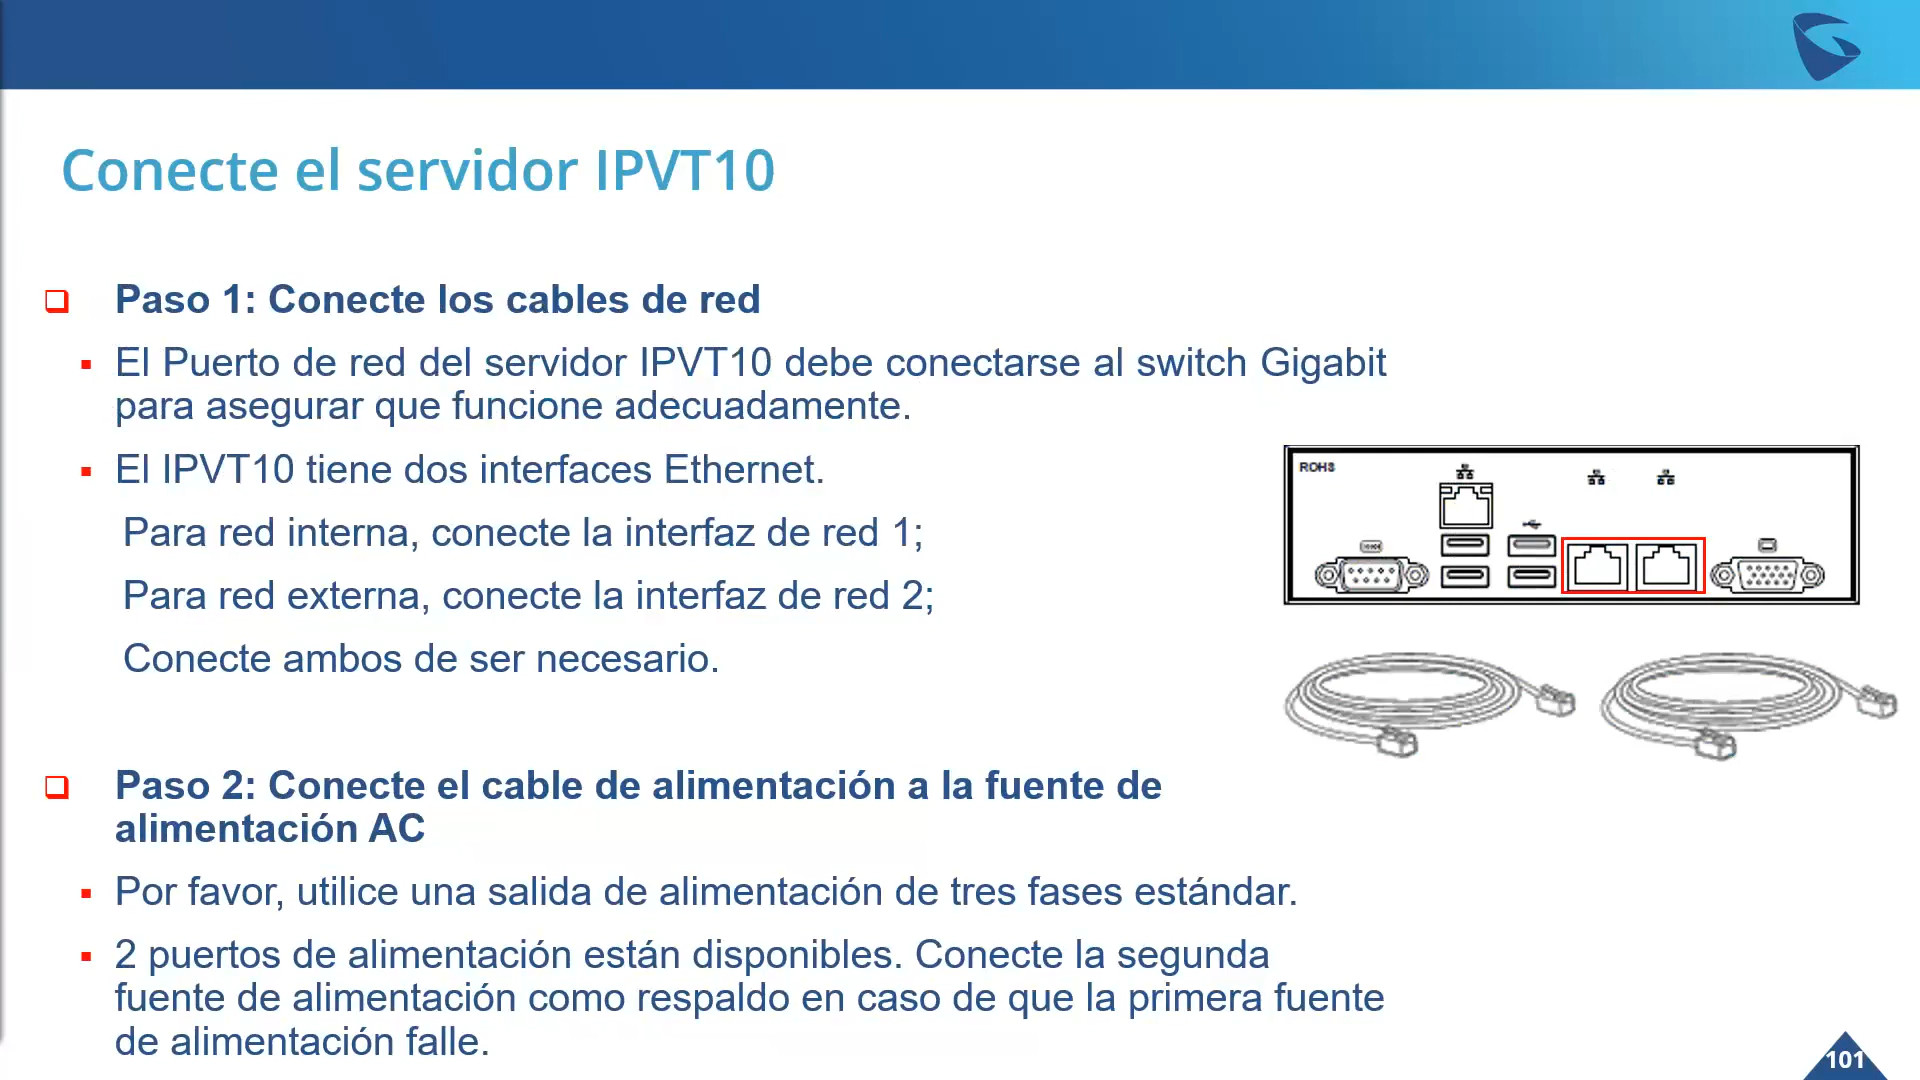 Conecte el servidor IPVT10
Paso 1: Conecte los cables de red
El Puerto de red del servidor IPVT10 debe conectarse al switch Gigabit
para asegurar que funcione adecuadamente.
El IPVT10 tiene dos interfaces Ethernet.
Para red interna, conecte la interfaz de red 1;
Para red externa, conecte la interfaz de red 2;
Conecte ambos de ser necesario.
ROHS
Paso 2: Conecte el cable de alimentación a la fuente de
alimentación AC
Por favor, utilice una salida de alimentación de tres fases estándar.
2 puertos de alimentación están disponibles. Conecte la segunda
fuente de alimentación como respaldo en caso de que la primera fuente
de alimentación falle.
101